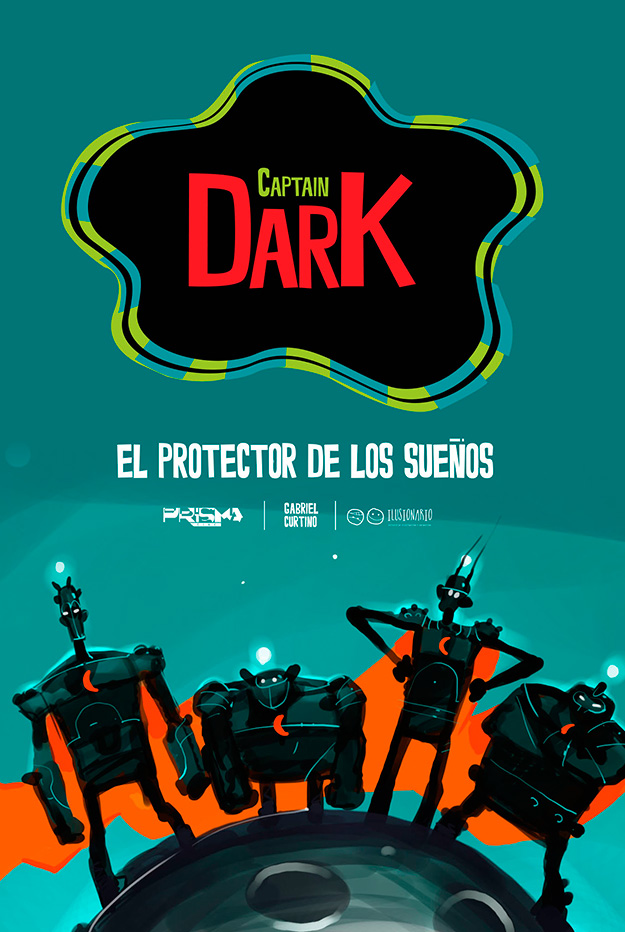 CAPTAIN
DARK
EL PROTECTOR DE LOS SUEÑOS
PRISMA
GABRIEL
CURTINO
ILUSIONARIO